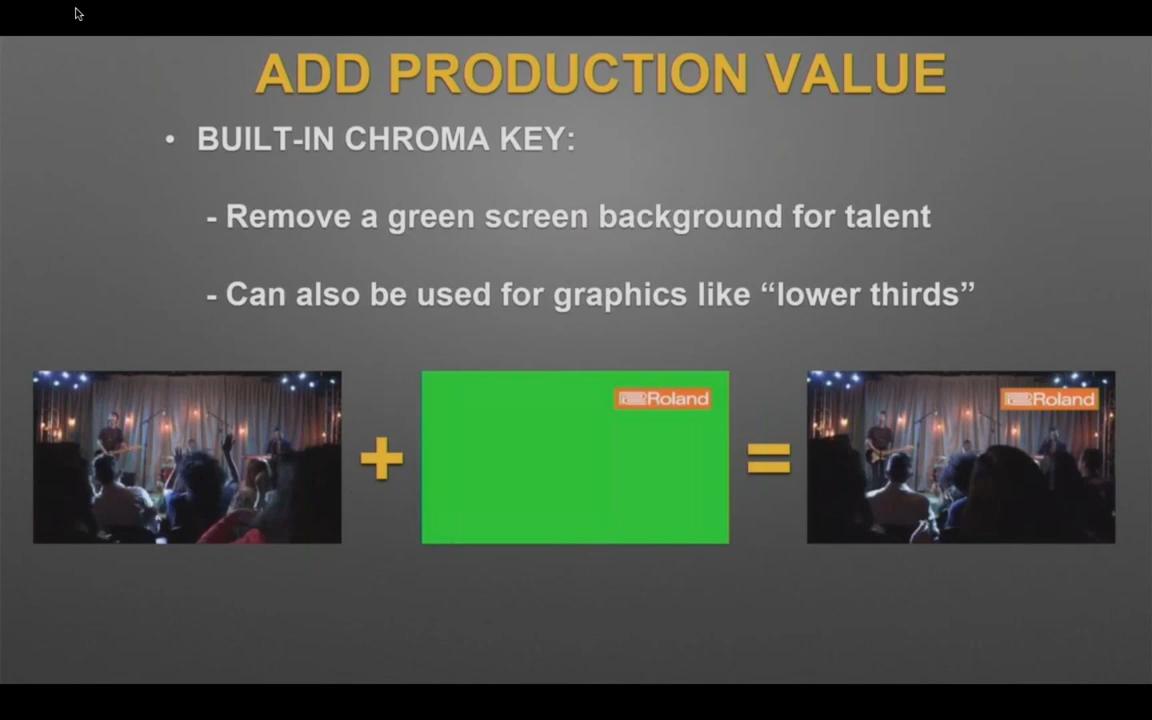 ADD PRODUCTION VALUE
• BUILT-IN CHROMA KEY:
- Remove a green screen background for talent
- Can also be used for graphics like “lower thirds”
Roland
+
=
Roland